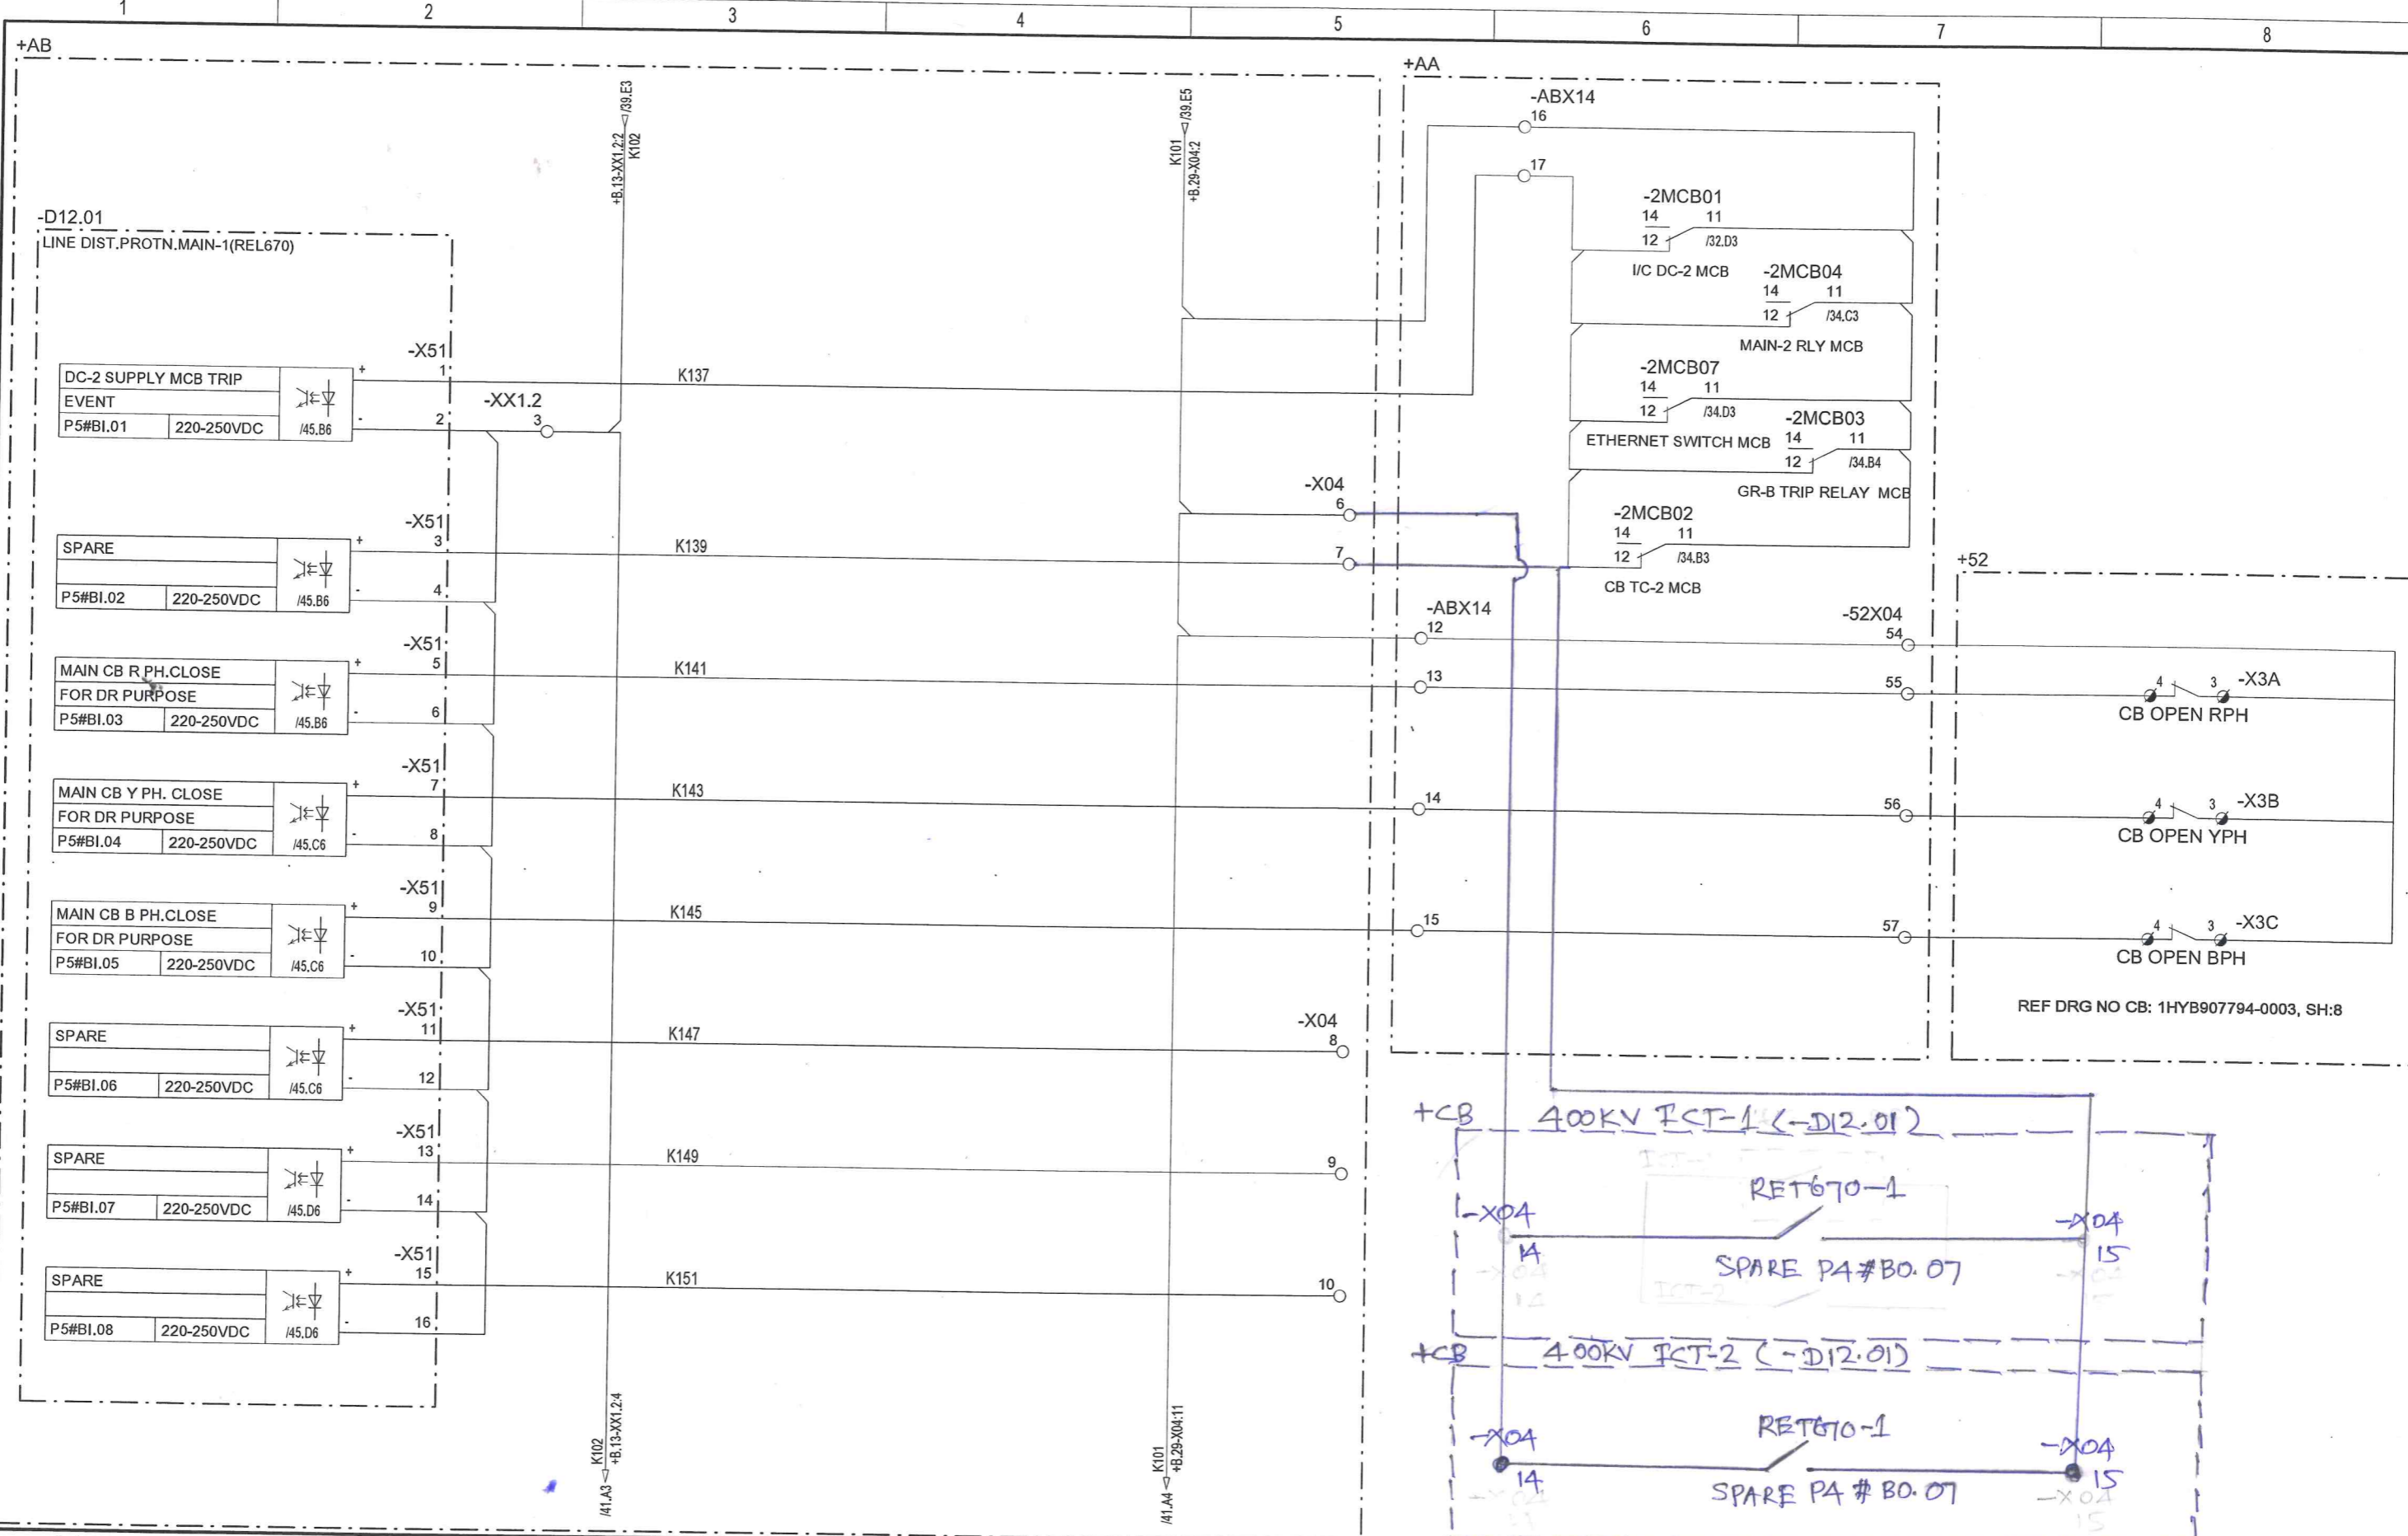 1 2 3 4 5 6 7 8
+AB
+AA
/39.E3
K102
+B.13-XX1.2:2
/39.E5
K101
+B.29-X04:2
-ABX14
16
17
-2MCB01
14 11
12 /32.D3
I/C DC-2 MCB
-2MCB04
14 11
12 /34.C3
MAIN-2 RLY MCB
-2MCB07
14 11
12 /34.D3
ETHERNET SWITCH MCB
-2MCB03
14 11
12 /34.B4
GR-B TRIP RELAY MCB
-2MCB02
14 11
12 /34.B3
CB TC-2 MCB
-D12.01
LINE DIST.PROTN.MAIN-1(REL670)
-X51
DC-2 SUPPLY MCB TRIP + 1 K137
EVENT
P5#BI.01 220-250VDC /45.B6 - 2
-XX1.2
3
-X04
6
-X51
SPARE + 3 K139 7
P5#BI.02 220-250VDC /45.B6 - 4
+52
-ABX14
12
-52X04
54
-X51
MAIN CB R PH.CLOSE + 5 K141 13 55 4 3 -X3A
FOR DR PURPOSE
CB OPEN RPH
P5#BI.03 220-250VDC /45.B6 - 6
-X51
MAIN CB Y PH. CLOSE + 7 K143 14 56 4 3 -X3B
FOR DR PURPOSE
CB OPEN YPH
P5#BI.04 220-250VDC /45.C6 - 8
-X51
MAIN CB B PH.CLOSE + 9 K145 15 57 4 3 -X3C
FOR DR PURPOSE
CB OPEN BPH
P5#BI.05 220-250VDC /45.C6 - 10
REF DRG NO CB: 1HYB907794-0003, SH:8
-X51
SPARE + 11 K147
-X04
8
P5#BI.06 220-250VDC /45.C6 - 12
-X51
SPARE + 13 K149 9
P5#BI.07 220-250VDC /45.D6 - 14
-X51
SPARE + 15 K151 10
P5#BI.08 220-250VDC /45.D6 - 16
K102
+B.13-XX1.2:4
/41.A3
K101
+B.29-X04:11
/41.A4
+CB 400KV ICT-1 (-D12.01)
RET670-1
-X04 -X04
14 15
SPARE P4#BO.07
+CB 400KV ICT-2 (-D12.01)
RET670-1
-X04 -X04
14 15
SPARE P4#BO.07